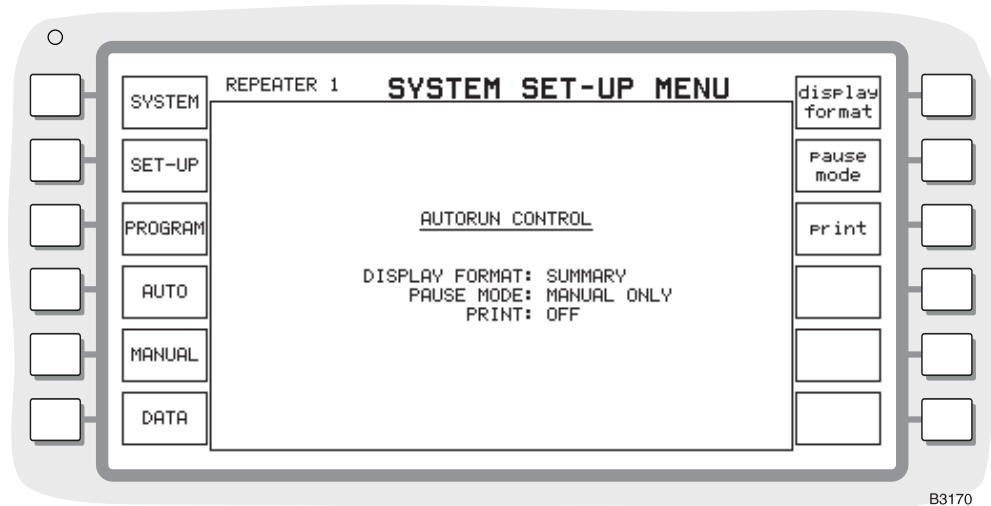 REPEATER 1
SYSTEM SET-UP MENU
SYSTEM
SET-UP
PROGRAM
AUTO
MANUAL
DATA
AUTORUN CONTROL
DISPLAY FORMAT: SUMMARY
PAUSE MODE: MANUAL ONLY
PRINT: OFF
display
format
pause
mode
print
B3170